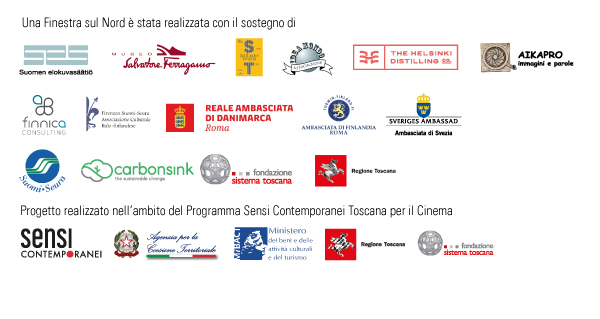 Una Finestra sul Nord è stata realizzata con il sostegno di
Suomen elokuvasäätiö
MUSEO
Salvatore Ferragamo
THE HELSINKI
DISTILLING CO.
AIKAPRO
immagini e parole
finnica
CONSULTING
Firenzen Suomi-Seura
Associazione Culturale
Italo-Finlandese
REALE AMBASCIATA
DI DANIMARCA
Roma
AMBASCIATA DI FINLANDIA
ROMA
SVERIGES AMBASSAD
Ambasciata di Svezia
Suomi-Seura
carbonsink
the sustainable change
fondazione
sistema toscana
Regione Toscana
Progetto realizzato nell'ambito del Programma Sensi Contemporanei Toscana per il Cinema
sensi
CONTEMPORANEI
Agenzia per la
Coesione Territoriale
MiBACT
Ministero
dei beni e delle
attività culturali
e del turismo
Regione Toscana
fondazione
sistema toscana